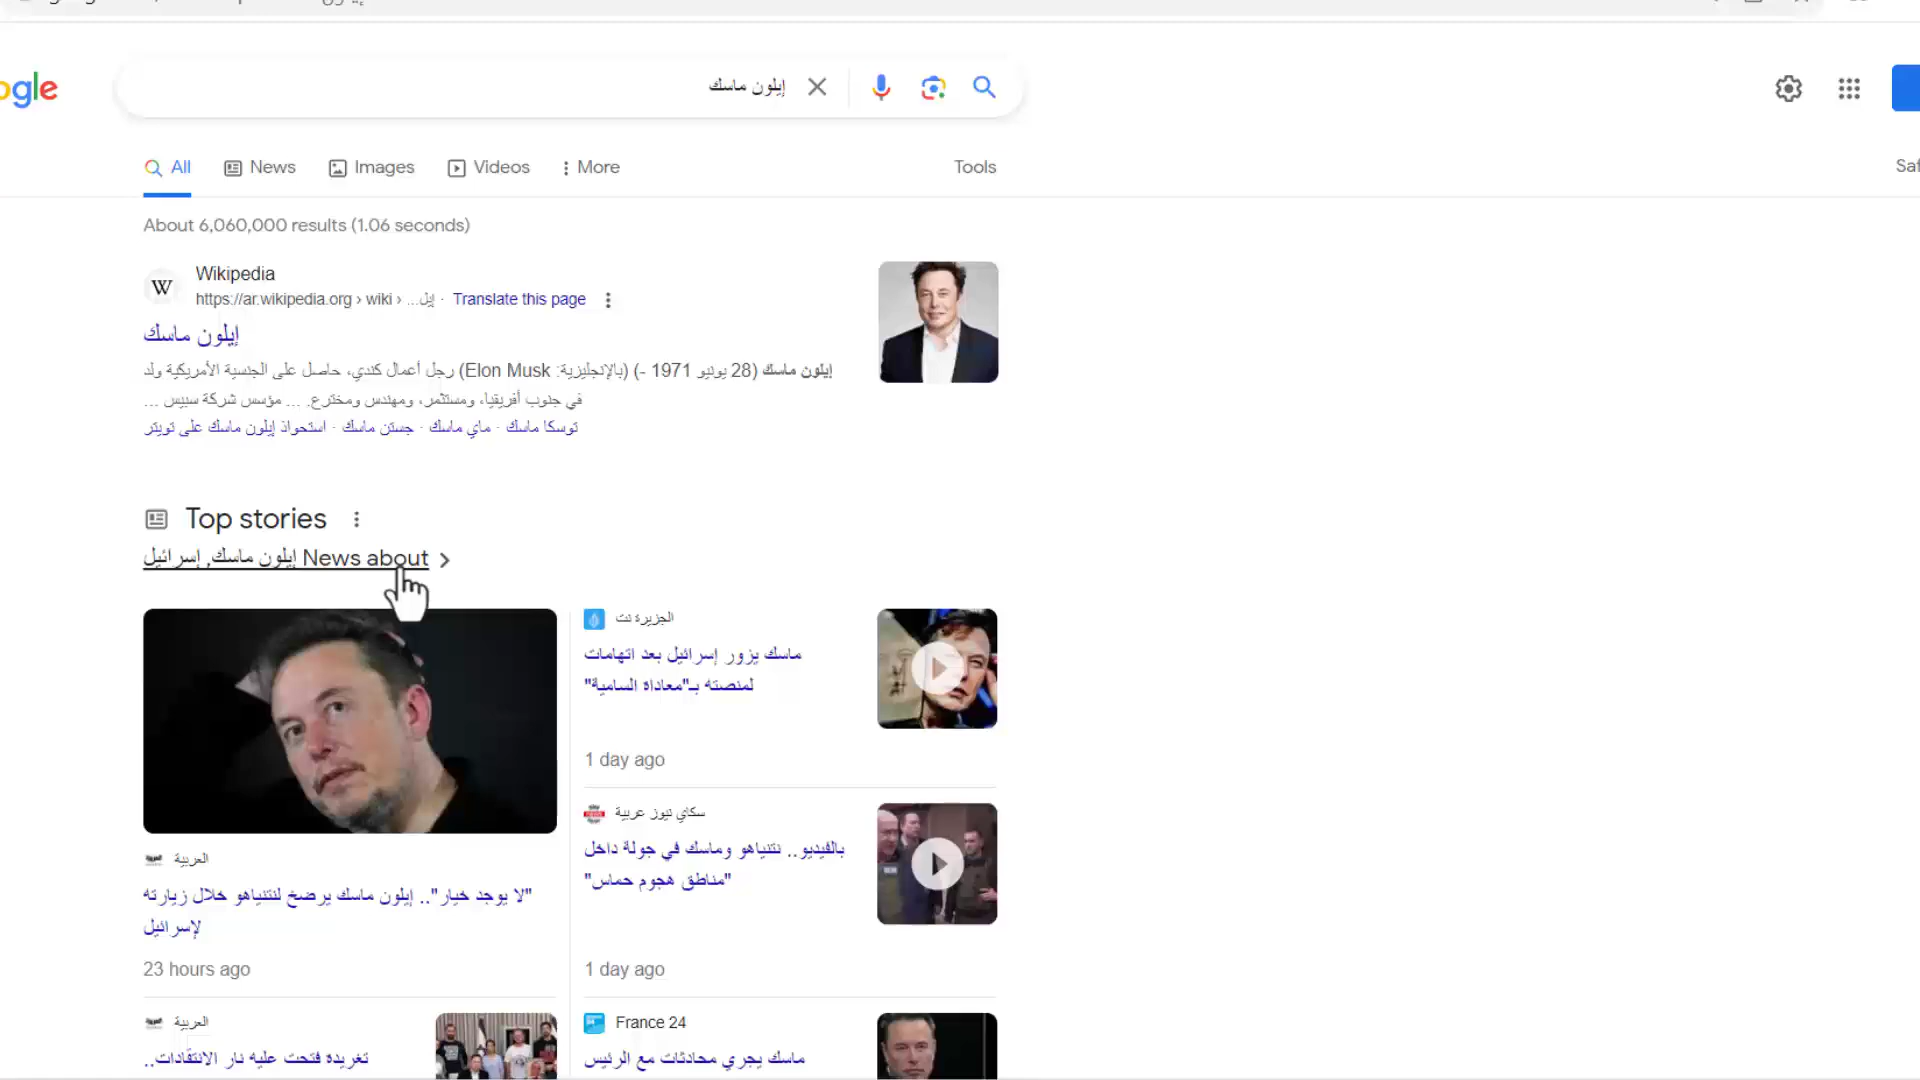 ogle
إيلون ماسك
All News Images Videos More Tools
Saf
About 6,060,000 results (1.06 seconds)
W
Wikipedia
https://ar.wikipedia.org › wiki › ...إيل · Translate this page
إيلون ماسك
إيلون ماسك (28 يونيو 1971 -) (بالإنجليزية: Elon Musk) رجل أعمال كندي، حاصل على الجنسية الأمريكية ولد
في جنوب أفريقيا، ومستثمر، ومهندس ومخترع. ... مؤسس شركة سبيس ...
توسكا ماسك · ماي ماسك · جستن ماسك · استحواذ إيلون ماسك على تويتر
Top stories
News about إيلون ماسك, إسرائيل
الجزيرة نت
ماسك يزور إسرائيل بعد اتهامات
لمنصته بـ"معاداة السامية"
1 day ago
سكاي نيوز عربية
بالفيديو.. نتنياهو وماسك في جولة داخل
"مناطق هجوم حماس"
1 day ago
العربية
"لا يوجد خيار".. إيلون ماسك يرضخ لنتنياهو خلال زيارته
لإسرائيل
23 hours ago
العربية
تغريدة فتحت عليه نار الانتقادات..
France 24
ماسك يجري محادثات مع الرئيس